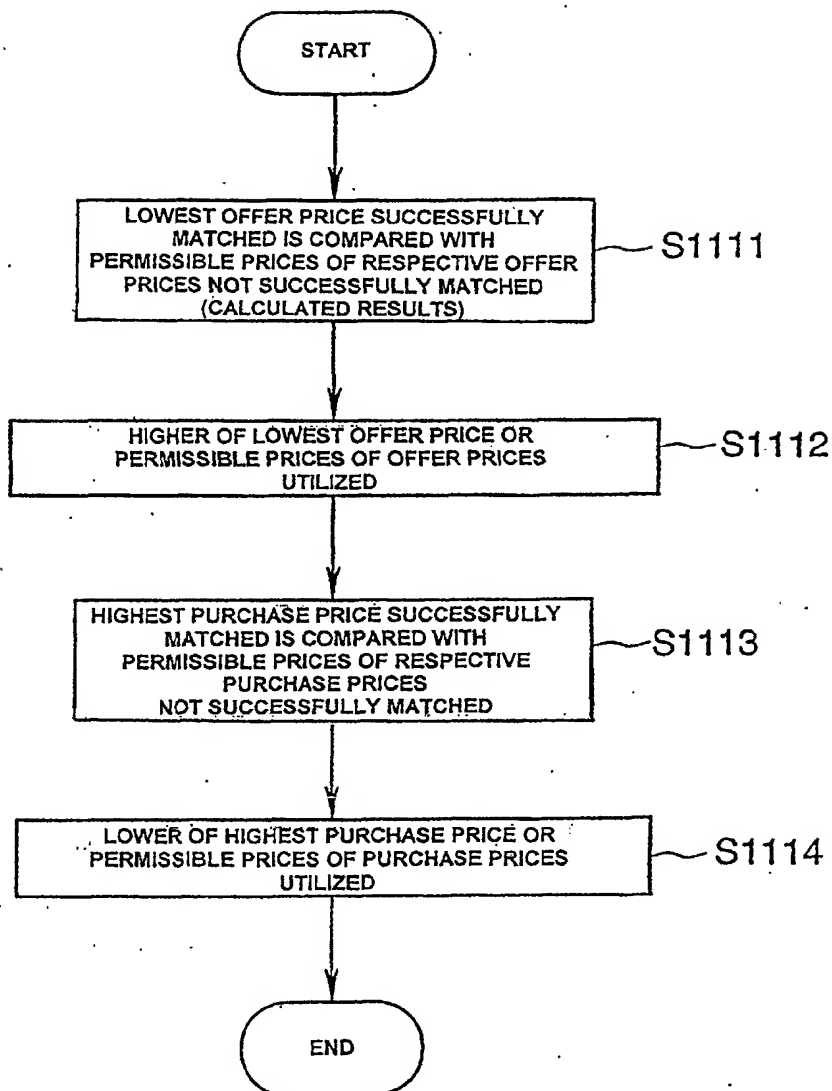 START
LOWEST OFFER PRICE SUCCESSFULLY
MATCHED IS COMPARED WITH
PERMISSIBLE PRICES OF RESPECTIVE OFFER
PRICES NOT SUCCESSFULLY MATCHED
(CALCULATED RESULTS)
S1111
HIGHER OF LOWEST OFFER PRICE OR
PERMISSIBLE PRICES OF OFFER PRICES
UTILIZED
S1112
HIGHEST PURCHASE PRICE SUCCESSFULLY
MATCHED IS COMPARED WITH
PERMISSIBLE PRICES OF RESPECTIVE
PURCHASE PRICES
NOT SUCCESSFULLY MATCHED
S1113
LOWER OF HIGHEST PURCHASE PRICE OR
PERMISSIBLE PRICES OF PURCHASE PRICES
UTILIZED
S1114
END